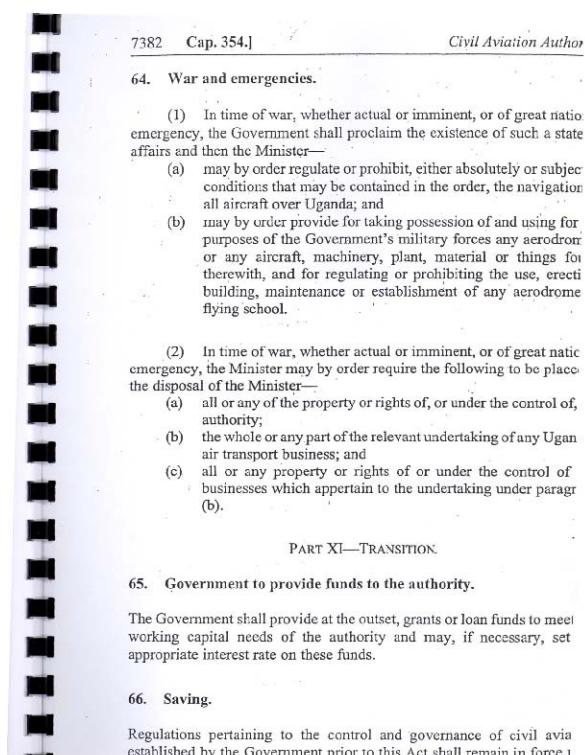 7382 Cap. 354.] Civil Aviation Author
64. War and emergencies.
(1) In time of war, whether actual or imminent, or of great natio
emergency, the Government shall proclaim the existence of such a state
affairs and then the Minister—
(a) may by order regulate or prohibit, either absolutely or subjec
conditions that may be contained in the order, the navigation
all aircraft over Uganda; and
(b) may by order provide for taking possession of and using for
purposes of the Government's military forces any aerodrom
or any aircraft, machinery, plant, material or things fou
therewith, and for regulating or prohibiting the use, erecti
building, maintenance or establishment of any aerodrome
flying school.
(2) In time of war, whether actual or imminent, or of great natic
emergency, the Minister may by order require the following to be place
the disposal of the Minister—
(a) all or any of the property or rights of, or under the control of,
authority;
(b) the whole or any part of the relevant undertaking of any Ugan
air transport business; and
(c) all or any property or rights of or under the control of
businesses which appertain to the undertaking under paragr
(b).
PART XI—TRANSITION
65. Government to provide funds to the authority.
The Government shall provide at the outset, grants or loan funds to meet
working capital needs of the authority and may, if necessary, set
appropriate interest rate on these funds.
66. Saving.
Regulations pertaining to the control and governance of civil avia
established by the Government prior to this Act shall remain in force